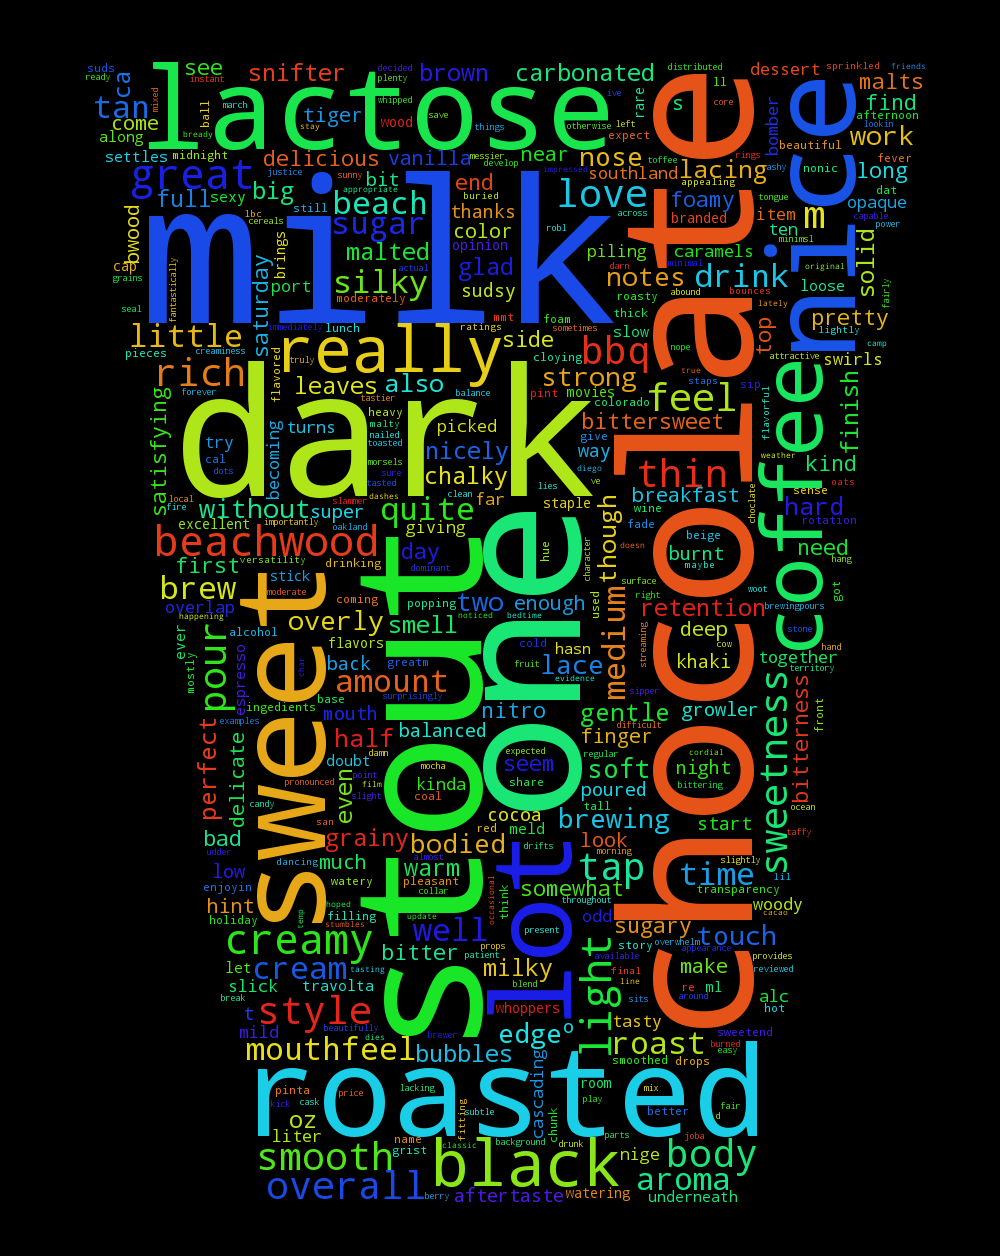 suds
ready
ca
tan
come
along
settles
midnight
mixed
instant
see
ball
bready
lactose
march
snifter
tiger
stay
decided
plenty
whipped
wood
save
brown
things
carbonated
ive
otherwise
left
distributed
rare
s
ll
core
dessert
sprinkled
friends
malts
find
afternoon
bomber
beautiful
work
expect
great
delicious
justice
sunny
vanilla
messier
develop
near
nose
toffee
southland
lacing
appealing
rings
ashy
nonic
fever
long
dat
opaque
capable
power
full
sexy
big
bit
appropriate
beach
buried
end
impressed
love
across
foamy
branded
tongue
item
ten
minimsl
m
nice
original
solid
fairly
bwood
cap
grains
seal
fantastically
milk
lbc
cereals
still
brings
port
sugar
malted
silky
moderately
actual
thanks
color
opinion
glad
sudsy
robl
piling
caramels
darn
minimal
notes
abound
roasty
drink
bounces
loose
thick
lately
top
pretty
lightly
camp
swirls
attractive
little
pieces
creaminess
saturday
immediately
lunch
ratings
mmt
foam
sometimes
side
slow
really
truly
flavored
cloying
bbq
nope
true
staps
sip
rich
forever
leaves
also
tastier
balance
strong
pint
movies
colorado
feel
satisfying
dark
becoming
turns
heavy
malty
nailed
toasted
picked
nicely
morsels
sure
tasted
chalky
dashes
clean
far
lies
bittersweet
give
way
diego
ve
staple
thin
flavorful
weather
finish
kind
oats
sense
try
cal
dots
local
fire
without
super
slammer
quite
giving
breakfast
wine
fade
beige
choclate
hard
rotation
excellent
importantly
oakland
beachwood
drinking
day
dominant
hue
character
though
doesn
burnt
maybe
need
hang
woot
first
versatility
stick
moderate
coming
popping
two
enough
bedtime
noticed
used
surface
right
retention
brewingpours
got
brew
overlap
happening
alcohol
overly
smell
flavors
cold
hasn
fruit
evidence
lace
medium
streaming
deep
cow
khaki
stone
hand
together
territory
coffee
ever
mostly
pour
espresso
ingedients
examples
sweet
char
back
base
greatm
amount
surprisingly
mouth
balanced
nitro
sipper
gentle
growler
difficult
finger
sweetness
bitterness
front
perfect
delicate
candy
half
doubt
damn
pronounced
point
film
slight
even
mocha
kinda
coal
stout
one
expected
seem
share
regular
soft
poured
tall
cordial
night
bittering
ocean
taffy
bad
udder
low
enjoyin
san
dancing
grainy
much
watery
almost
bodied
warm
pleasant
collar
cocoa
red
meld
drifts
brewing
look
morning
start
slightly
lil
chocolate
hint
holiday
temp
hoped
stumbles
filling
update
occasional
lot
think
present
somewhat
throughout
tap
time
transparency
cacao
woody
creamy
let
cream
slick
break
tasting
travolta
bitter
well
props
patient
milky
blend
odd
available
sugary
story
overwhelm
final
line
touch
appearance
provides
reviewed
around
make
re
ml
alc
hot
t
mild
style
beautifully
dies
brewer
whoppers
edgeº
light
sits
tasty
sweetend
burned
easy
mouthfeel
bubbles
cascading
smoothed
drops
roast
pinta
kick
cask
price
lacking
roasted
subtle
room
play
mix
better
fair
d
oz
liter
name
grist
fitting
classic
background
chunk
drunk
parts
joba
smooth
black
nige
body
overall
berry
aftertaste
watering
aroma
underneath